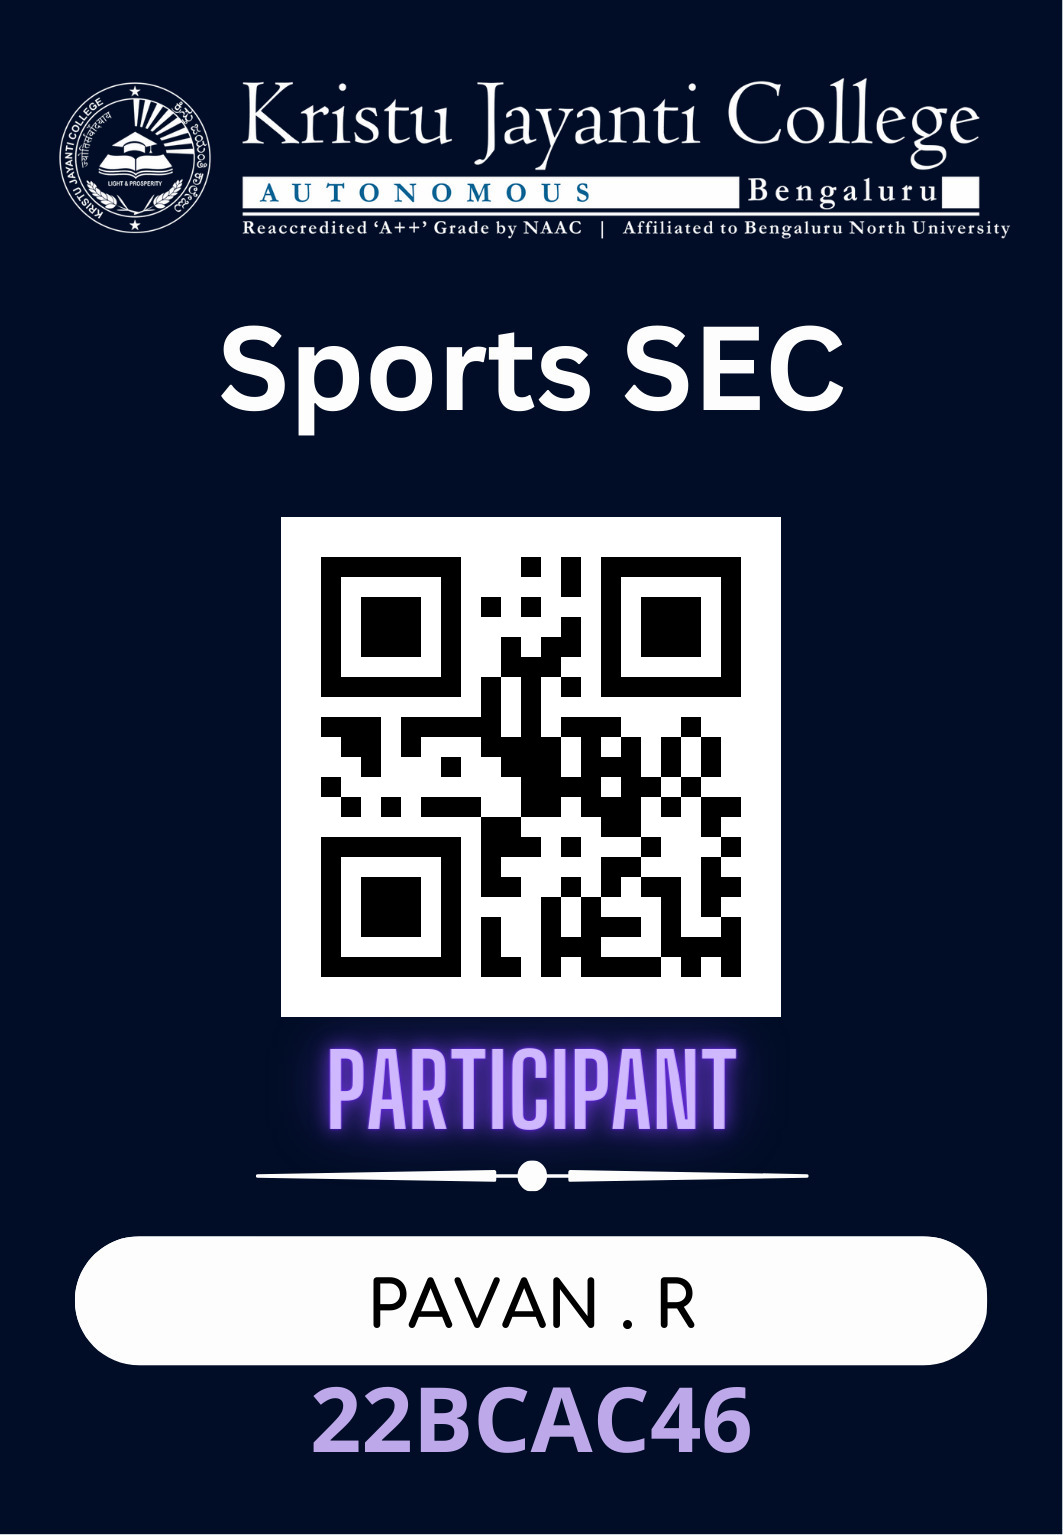 KRISTU JAYANTI COLLEGE
ज्योतिसंवादयाय
LIGHT & PROSPERITY
Kristu Jayanti College
AUTONOMOUS Bengaluru
Reaccredited ‘A++’ Grade by NAAC | Affiliated to Bengaluru North University
Sports SEC
PARTICIPANT
PAVAN . R
22BCAC46